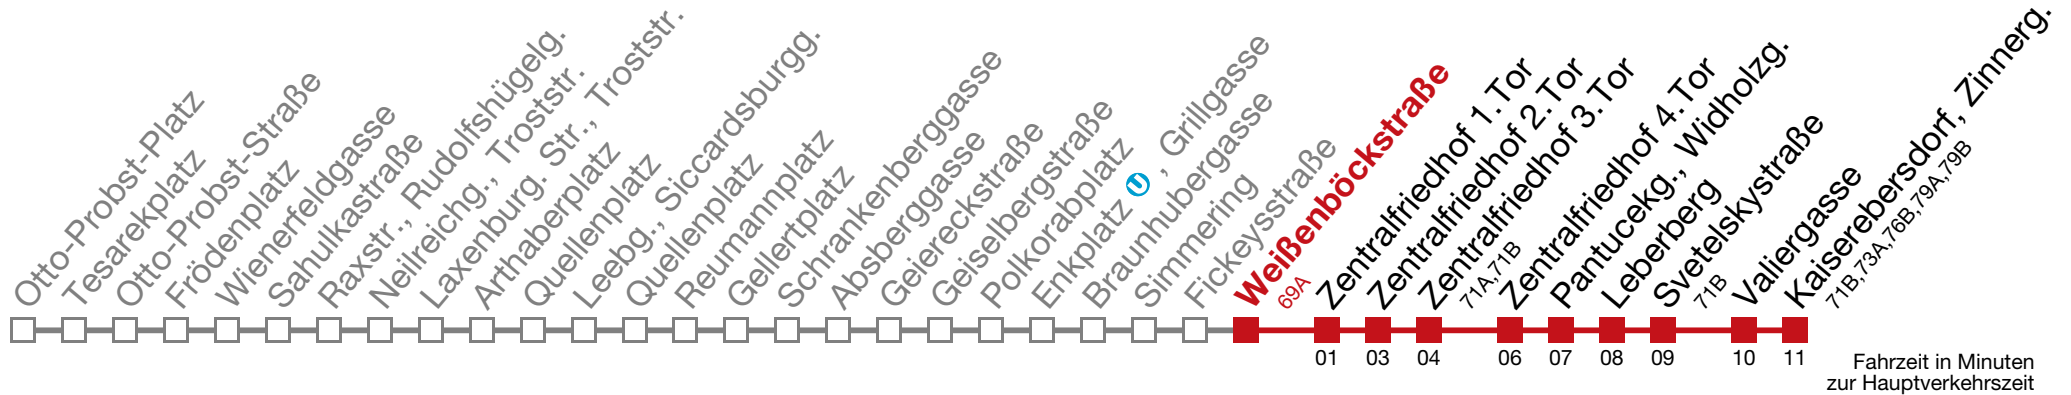 Otto-Probst-Platz
Tesarekplatz
Otto-Probst-Straße
Frödenplatz
Wienerfeldgasse
Sahulkastraße
Raxstr., Rudolfshügelg.
Neilreichg., Troststr.
Laxenburg. Str., Troststr.
Arthaberplatz
Quellenplatz
Leebg., Siccardsburgg.
Quellenplatz
Reumannplatz
Gellertplatz
Schrankenberggasse
Absberggasse
Geiereckstraße
Geiselbergstraße
Polkorabplatz
Enkplatz U, Grillgasse
Braunhubergasse
Simmering
Fickeysstraße
Weißenböckstraße
69A
Zentralfriedhof 1.Tor
Zentralfriedhof 2.Tor
Zentralfriedhof 3.Tor
71A,71B
Zentralfriedhof 4.Tor
Pantucekg., Widholzg.
Leberberg
Svetelskystraße
71B
Valiergasse
Kaiserebersdorf, Zinnerg.
71B,73A,76B,79A,79B
01 03 04 06 07 08 09 10 11
Fahrzeit in Minuten
zur Hauptverkehrszeit